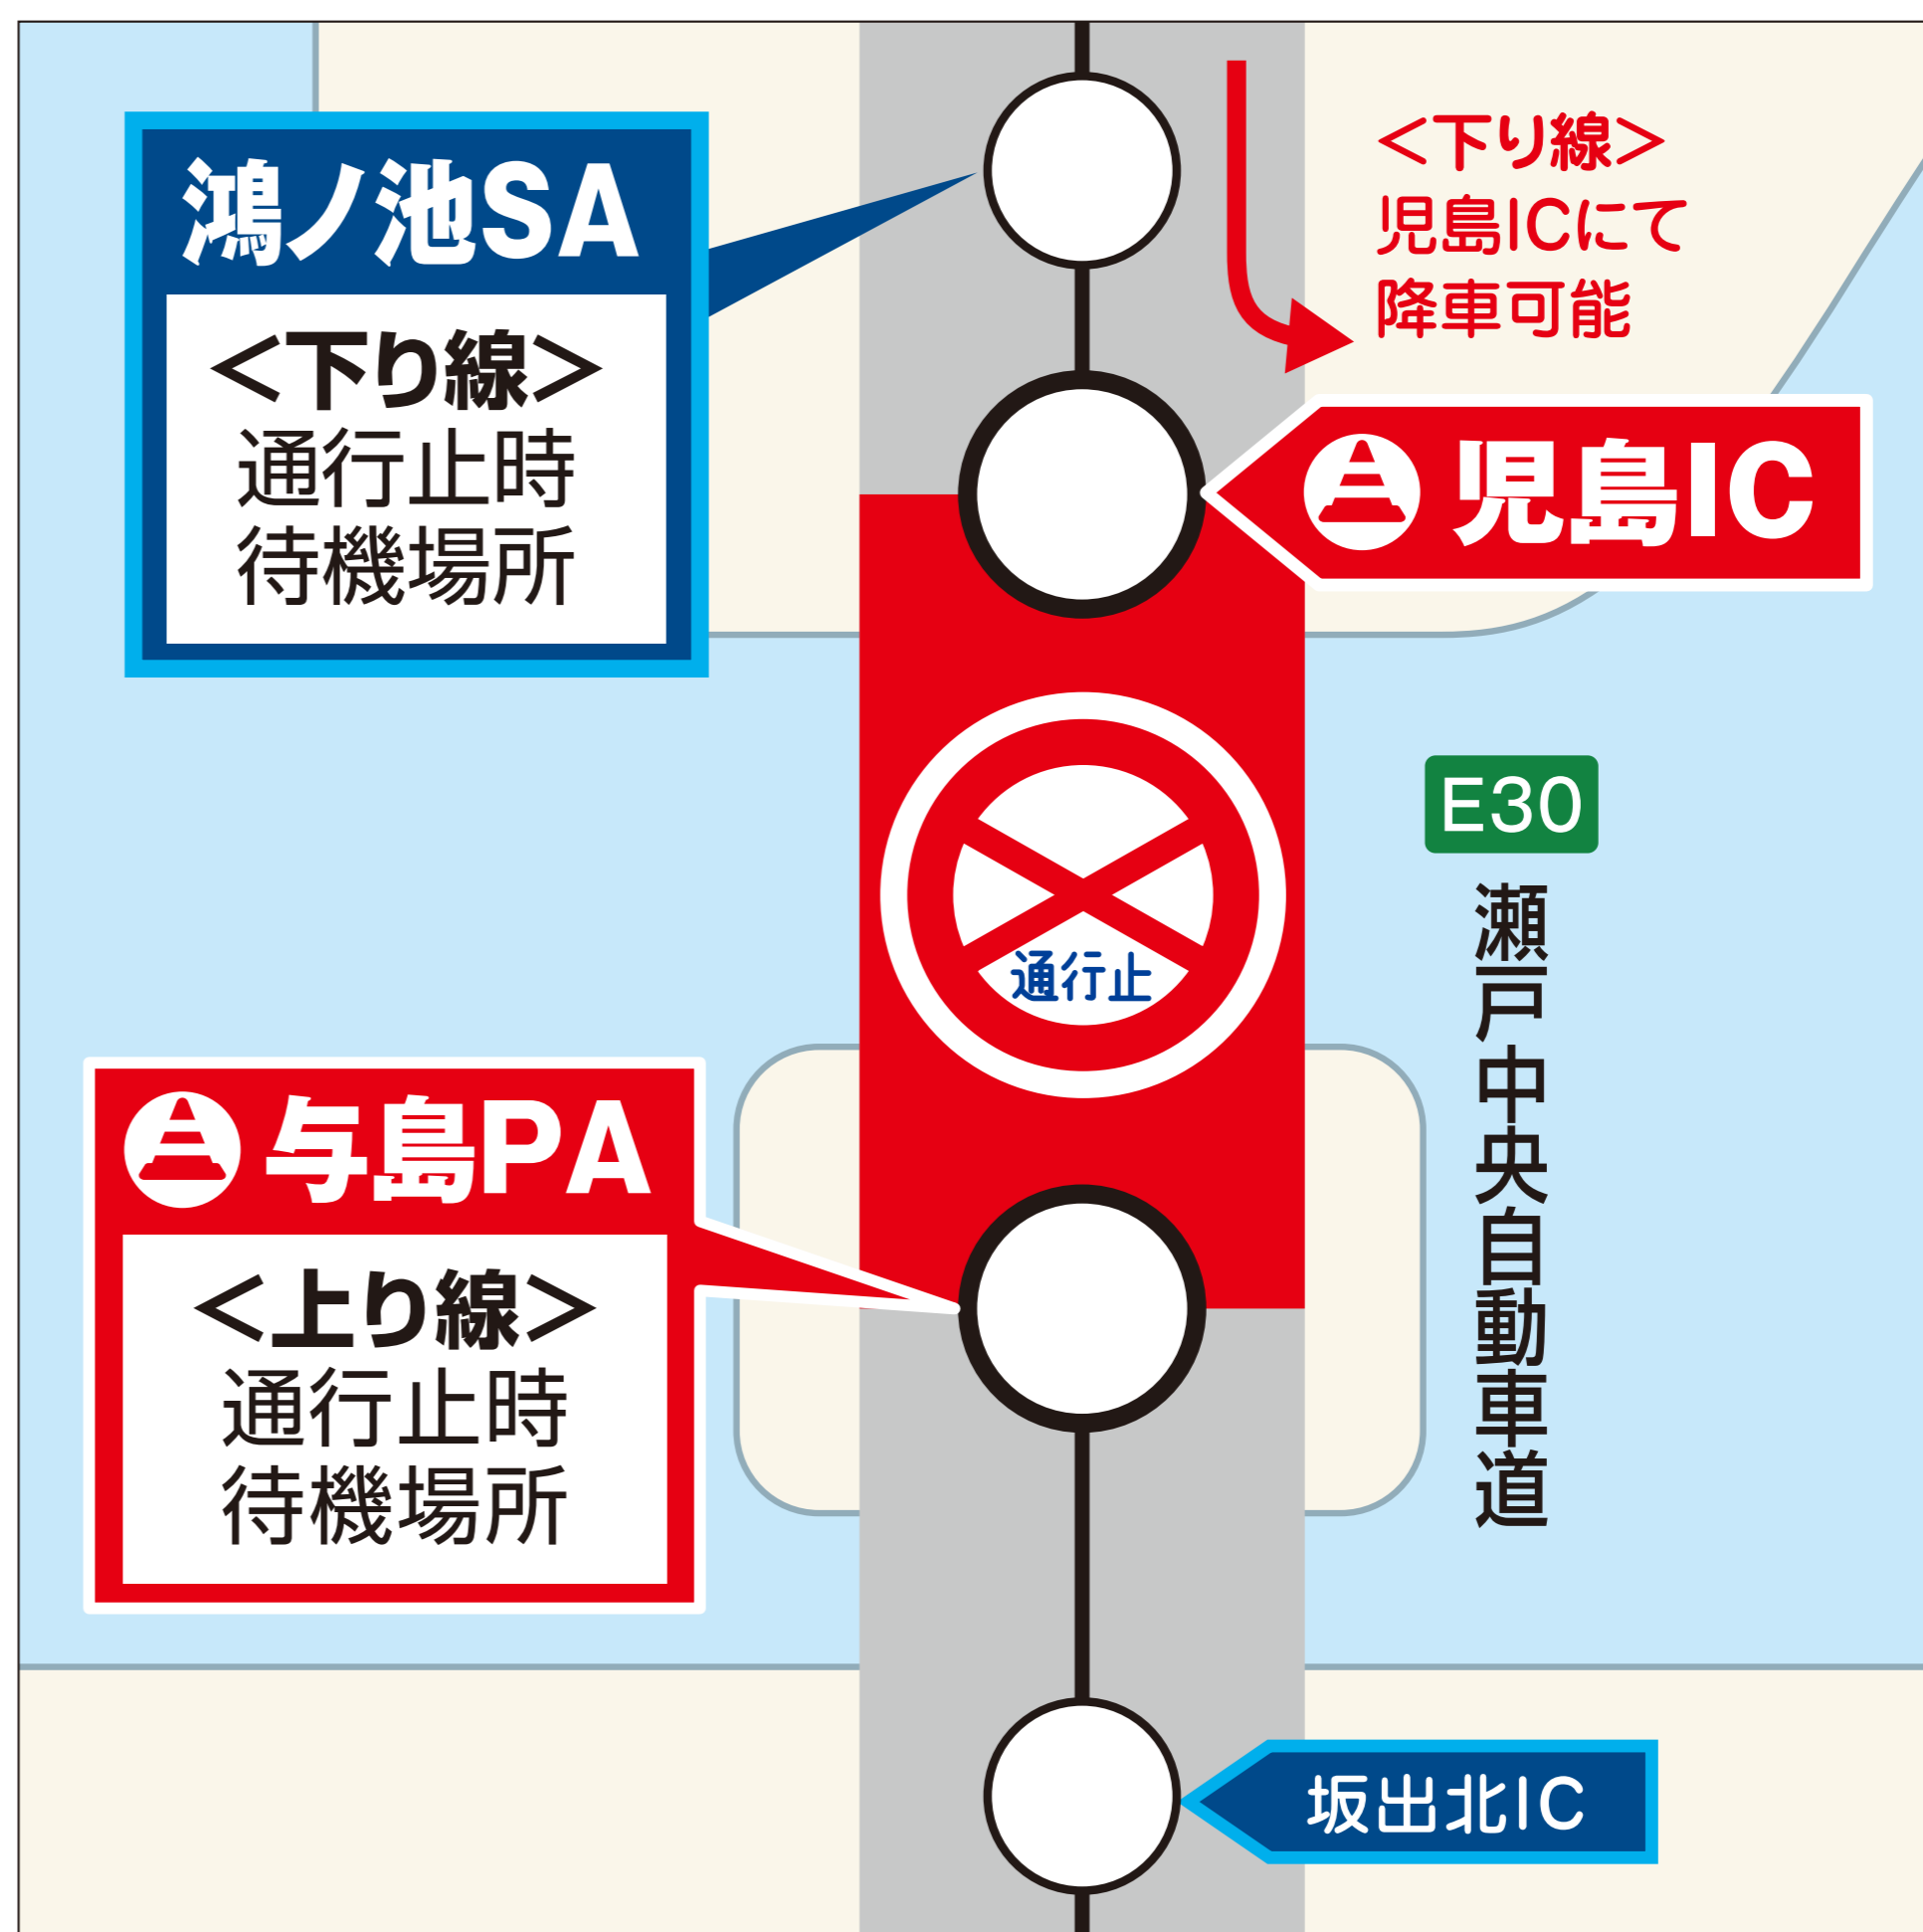 鴻ノ池SA
＜下り線＞
通行止時
待機場所
＜下り線＞
児島ICにて
降車可能
児島IC
通行止
E30
瀬戸中央自動車道
与島PA
＜上り線＞
通行止時
待機場所
坂出北IC